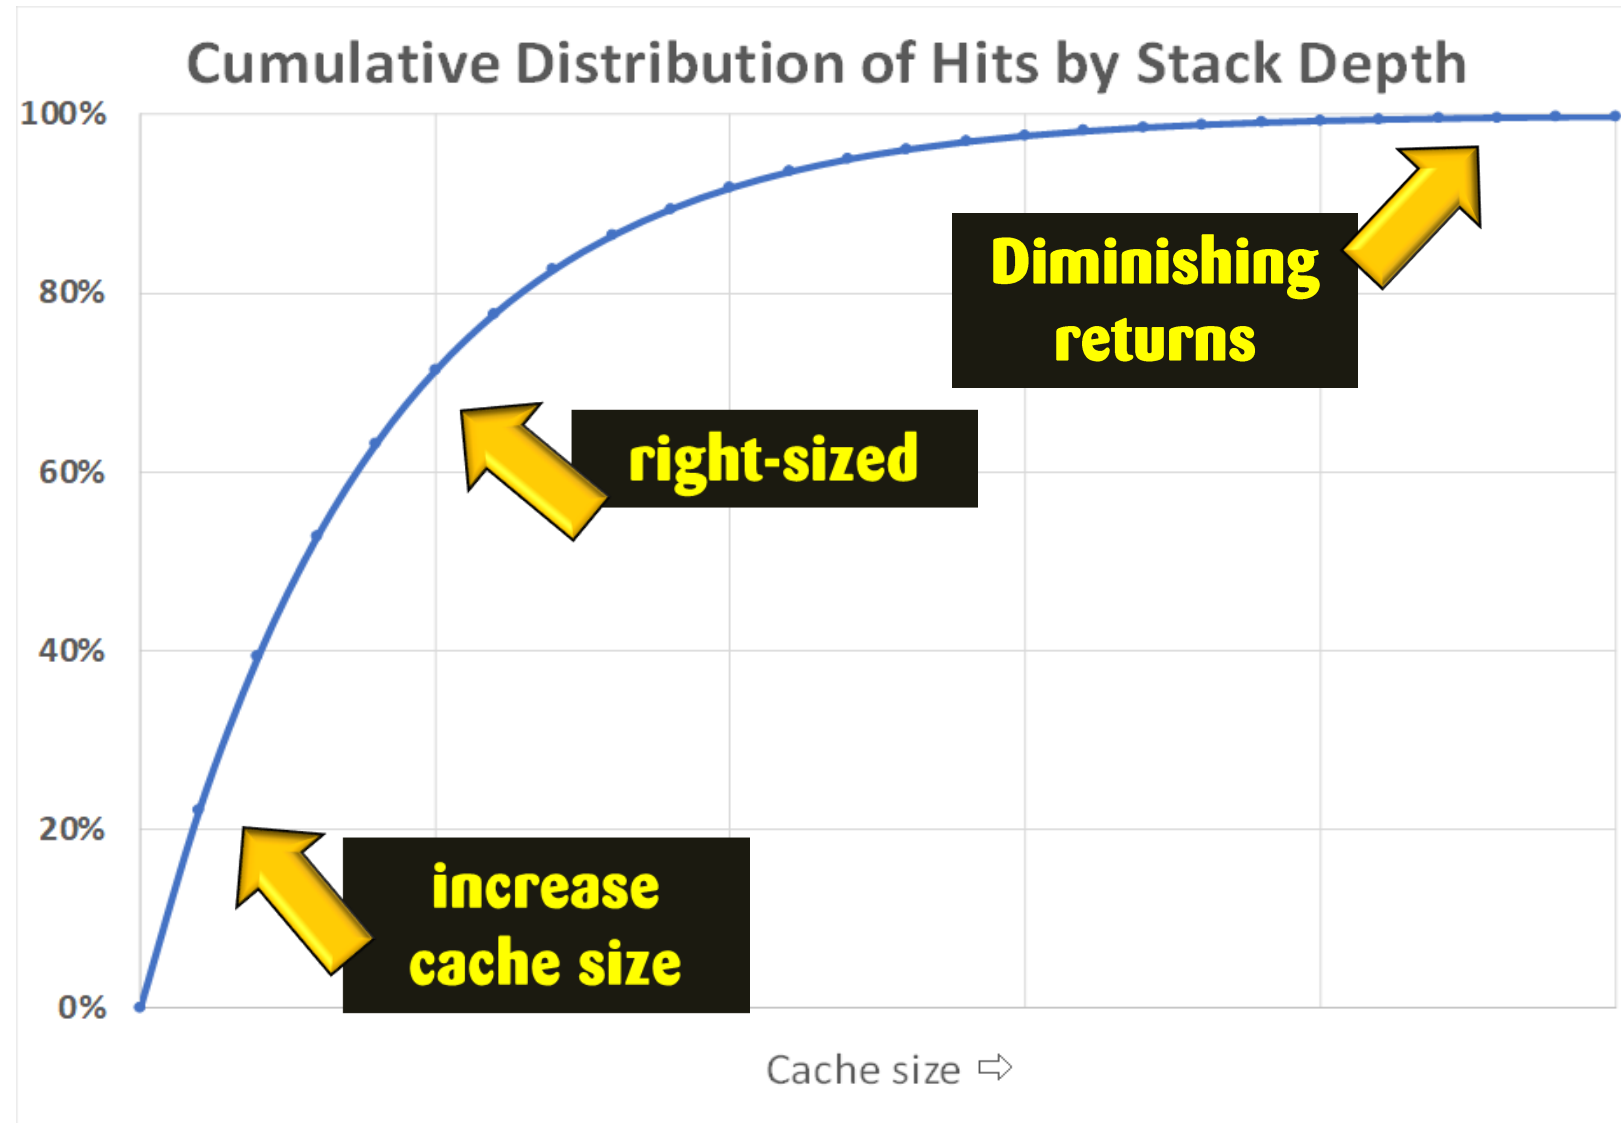 Cumulative Distribution of Hits by Stack Depth
100%
80%
60%
40%
20%
0%
Diminishing
returns
right-sized
increase
cache size
Cache size ⇨